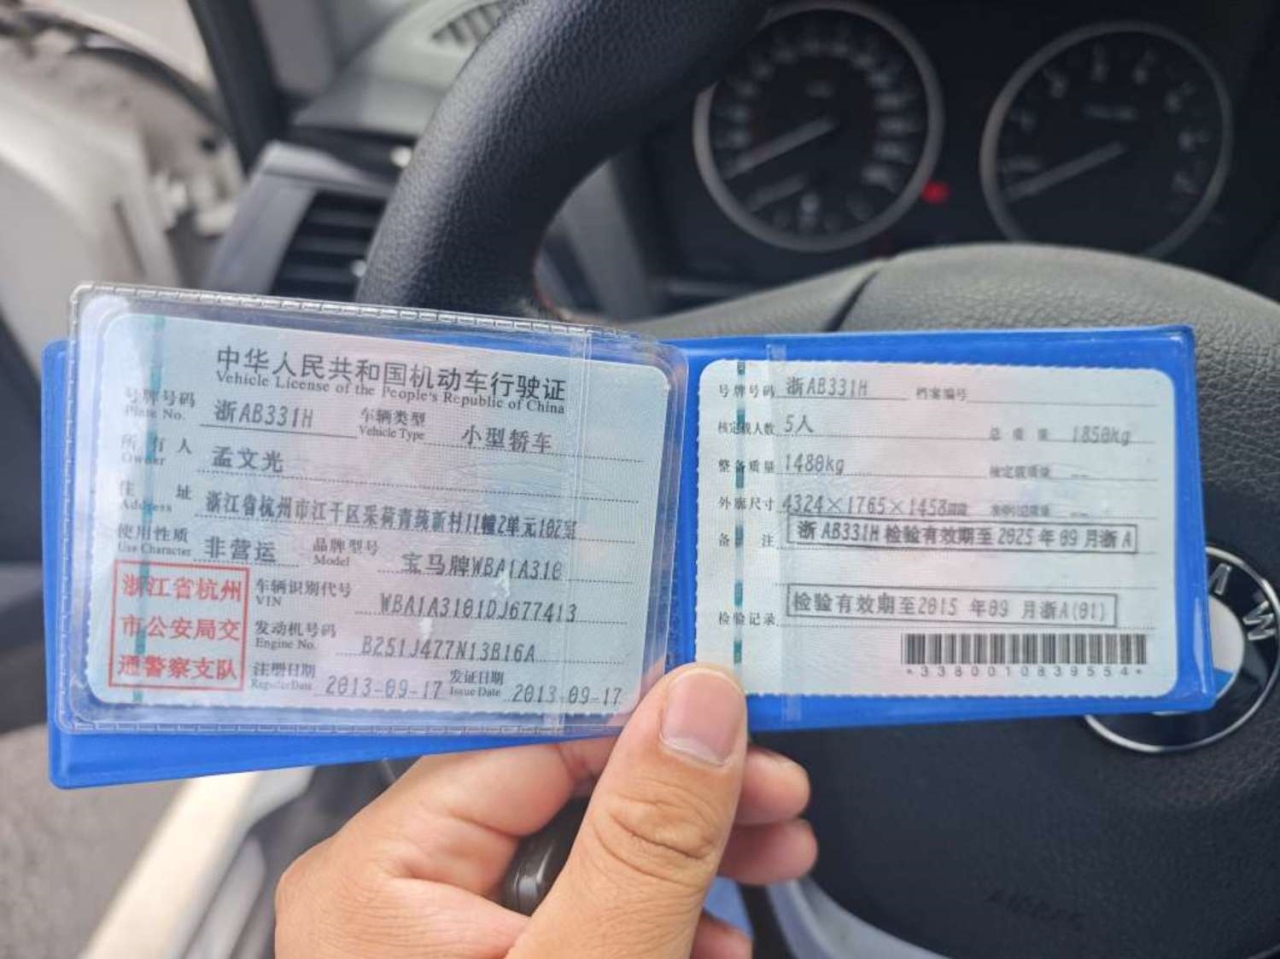 中华人民共和国机动车行驶证
Vehicle License of the People's Republic of China
号牌号码 浙AB331H 车辆类型 小型轿车
Plate No. Vehicle Type
所有人 孟文光
Owner
住址 浙江省杭州市江干区采荷青荑新村11幢2单元102室
Address
使用性质 非营运 品牌型号 宝马牌WBA1A310
Use Character Model
浙江省杭州
市公安局交
通警察支队
车辆识别代号 WBA1A3101DJ677413
VIN
发动机号码 B251J477N13B16A
Engine No.
注册日期 2013-09-17 发证日期 2013-09-17
Register Date Issue Date
号牌号码 浙AB331H 档案编号
核定载人数 5人 总质量 1850kg
整备质量 1480kg 核定载质量 --
外廓尺寸 4324×1765×1458mm 准牵引总质量 --
备注 浙AB331H 检验有效期至2025年09月浙A
检验记录 检验有效期至2015 年09 月浙A(01)
*3380010839554*